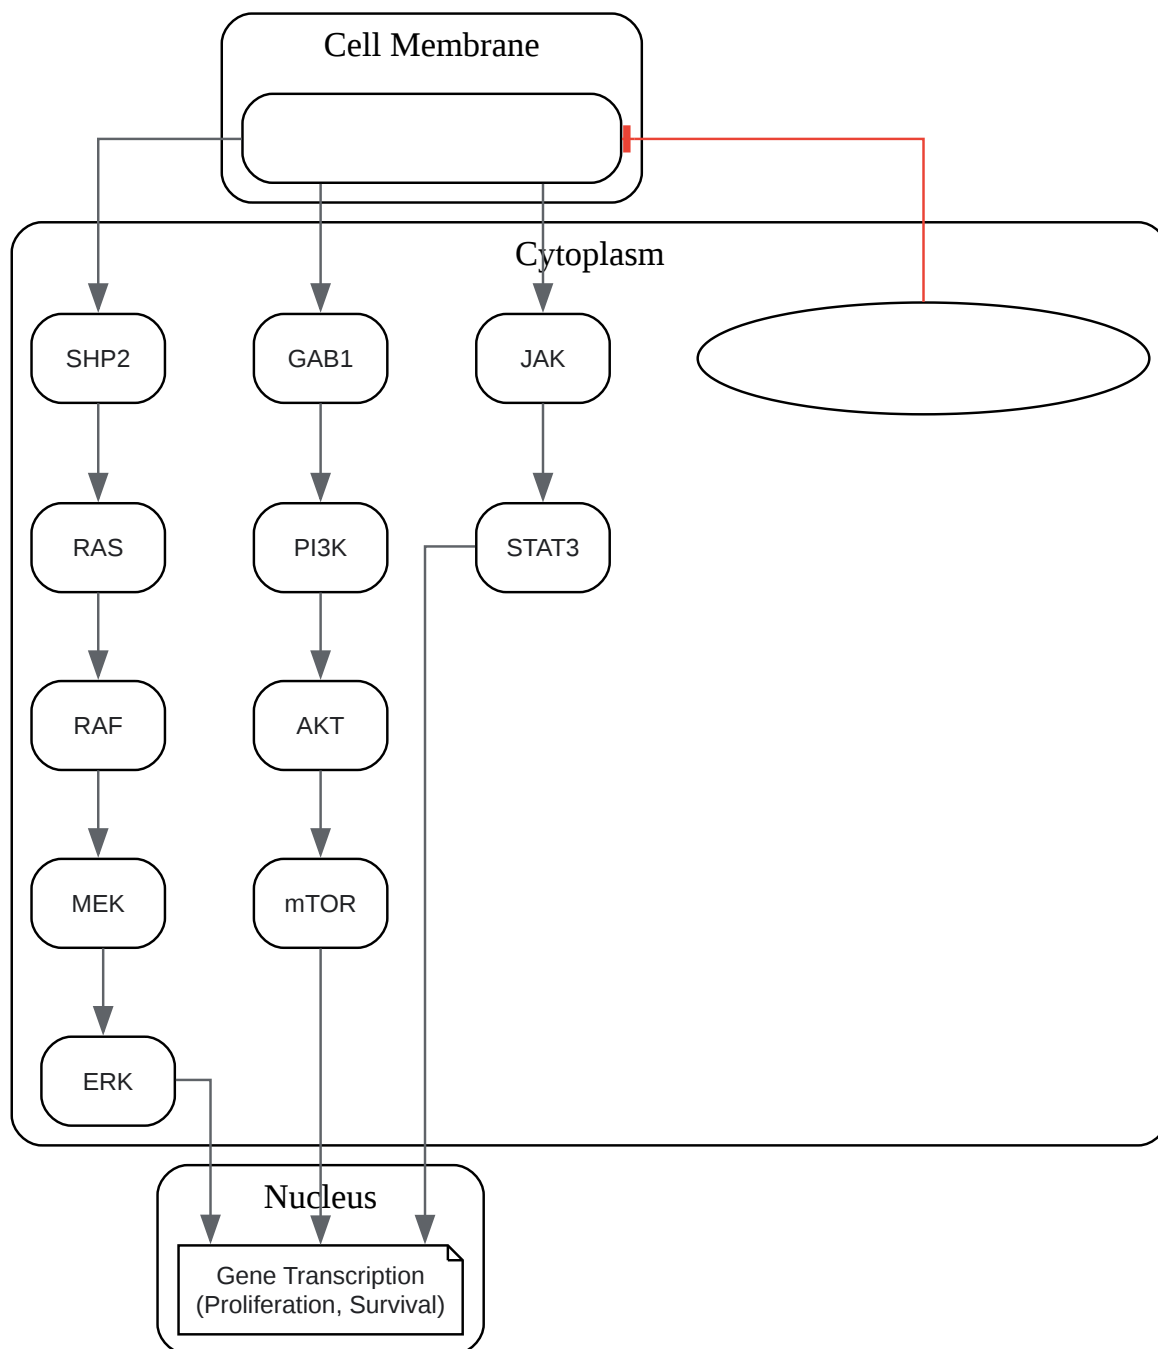 Cell Membrane
Cytoplasm
SHP2
GAB1
JAK
RAS
PI3K
STAT3
RAF
AKT
MEK
mTOR
ERK
Nucleus
Gene Transcription
(Proliferation, Survival)